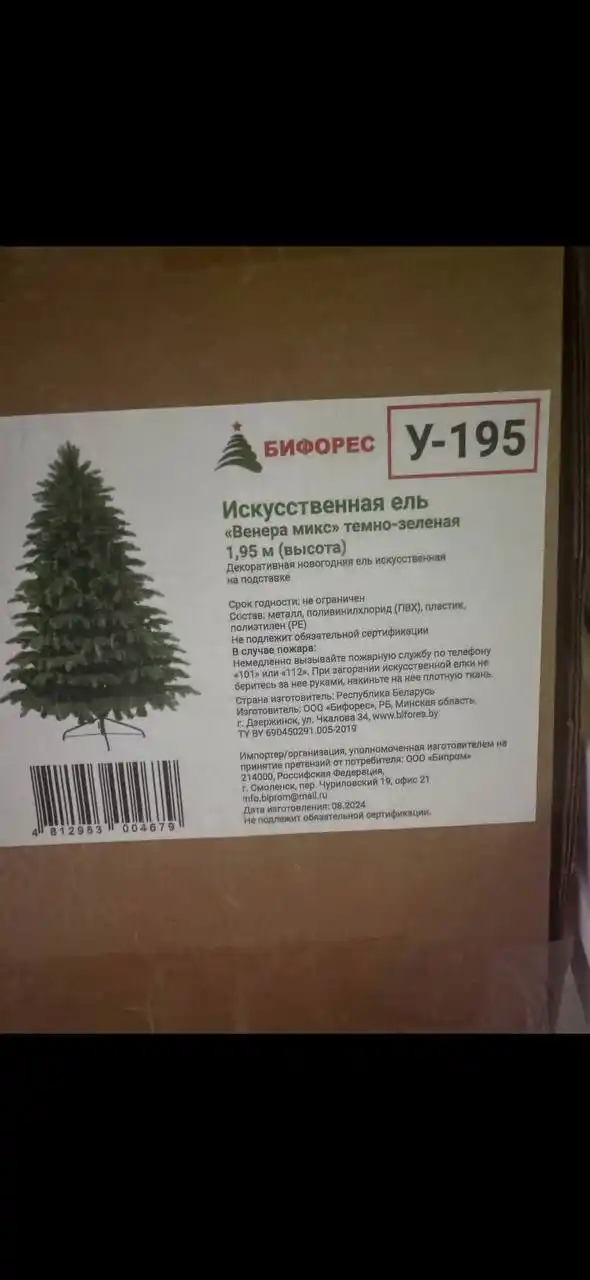 БИФОРЕС
У-195
Искусственная ель
«Венера микс» темно-зеленая
1,95 м (высота)
Декоративная новогодняя ель искусственная
на подставке
Срок годности: не ограничен
Состав: металл, поливинилхлорид (ПВХ), пластик,
полиэтилен (РЕ)
Не подлежит обязательной сертификации
В случае пожара:
Немедленно вызывайте пожарную службу по телефону
«101» или «112». При загорании искусственной елки не
беритесь за нее руками, накиньте на нее плотную ткань.
Страна изготовитель: Республика Беларусь
Изготовитель: ООО «Бифорес», РБ, Минская область,
г. Дзержинск, ул. Чкалова 34, www.bifores.by
TY BY 690450291.005-2019
Импортер/организация, уполномоченная изготовителем на
принятие претензий от потребителя: ООО «Бипром»
214000, Российская Федерация,
г. Смоленск, пер. Чуриловский 19, офис 21
info.biprom@mail.ru
Дата изготовления: 08.2024
Не подлежит обязательной сертификации.
4 812983 004679